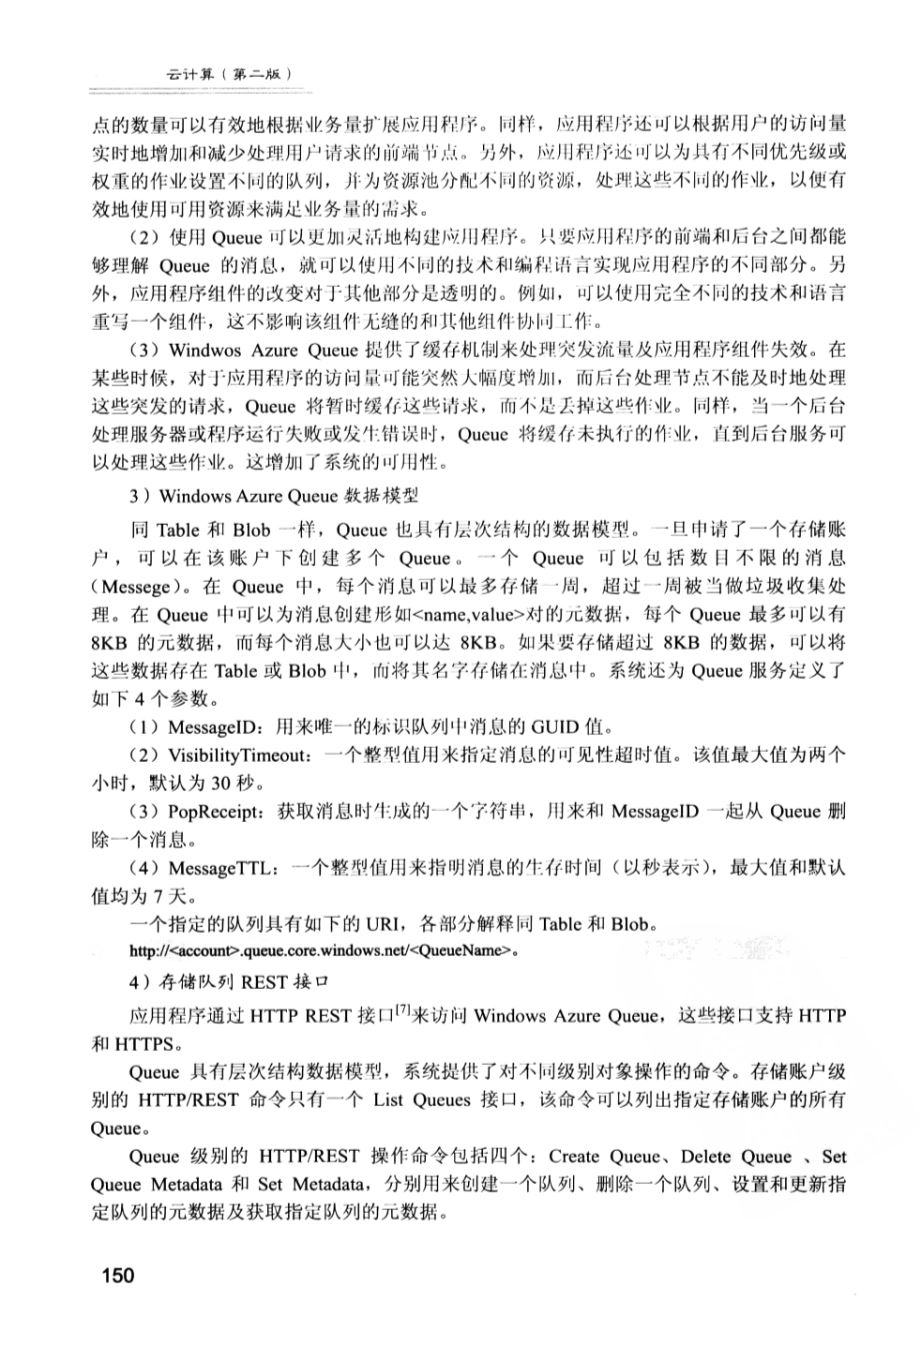 云计算（第二版）
点的数量可以有效地根据业务量扩展应用程序。同样，应用程序还可以根据用户的访问量
实时地增加和减少处理用户请求的前端节点。另外，应用程序还可以为具有不同优先级或
权重的作业设置不同的队列，并为资源池分配不同的资源，处理这些不同的作业，以便有
效地使用可用资源来满足业务量的需求。
（2）使用 Queue 可以更加灵活地构建应用程序。只要应用程序的前端和后台之间都能
够理解 Queue 的消息，就可以使用不同的技术和编程语言实现应用程序的不同部分。另
外，应用程序组件的改变对于其他部分是透明的。例如，可以使用完全不同的技术和语言
重写一个组件，这不影响该组件无缝的和其他组件协同工作。
（3）Windwos Azure Queue 提供了缓存机制来处理突发流量及应用程序组件失效。在
某些时候，对于应用程序的访问量可能突然大幅度增加，而后台处理节点不能及时地处理
这些突发的请求，Queue 将暂时缓存这些请求，而不是丢掉这些作业。同样，当一个后台
处理服务器或程序运行失败或发生错误时，Queue 将缓存未执行的作业，直到后台服务可
以处理这些作业。这增加了系统的可用性。
3）Windows Azure Queue 数据模型
同 Table 和 Blob 一样，Queue 也具有层次结构的数据模型。一旦申请了一个存储账
户，可以在该账户下创建多个 Queue。一个 Queue 可以包括数目不限的消息
（Messege）。在 Queue 中，每个消息可以最多存储一周，超过一周被当做垃圾收集处
理。在 Queue 中可以为消息创建形如<name,value>对的元数据，每个 Queue 最多可以有
8KB 的元数据，而每个消息大小也可以达 8KB。如果要存储超过 8KB 的数据，可以将
这些数据存在 Table 或 Blob 中，而将其名字存储在消息中。系统还为 Queue 服务定义了
如下 4 个参数。
（1）MessageID：用来唯一的标识队列中消息的 GUID 值。
（2）VisibilityTimeout：一个整型值用来指定消息的可见性超时值。该值最大值为两个
小时，默认为 30 秒。
（3）PopReceipt：获取消息时生成的一个字符串，用来和 MessageID 一起从 Queue 删
除一个消息。
（4）MessageTTL：一个整型值用来指明消息的生存时间（以秒表示），最大值和默认
值均为 7 天。
一个指定的队列具有如下的 URI，各部分解释同 Table 和 Blob。
http://<account>.queue.core.windows.net/<QueueName>。
4）存储队列 REST 接口
应用程序通过 HTTP REST 接口[7]来访问 Windows Azure Queue，这些接口支持 HTTP
和 HTTPS。
Queue 具有层次结构数据模型，系统提供了对不同级别对象操作的命令。存储账户级
别的 HTTP/REST 命令只有一个 List Queues 接口，该命令可以列出指定存储账户的所有
Queue。
Queue 级别的 HTTP/REST 操作命令包括四个：Create Queue、Delete Queue 、Set
Queue Metadata 和 Set Metadata，分别用来创建一个队列、删除一个队列、设置和更新指
定队列的元数据及获取指定队列的元数据。
150